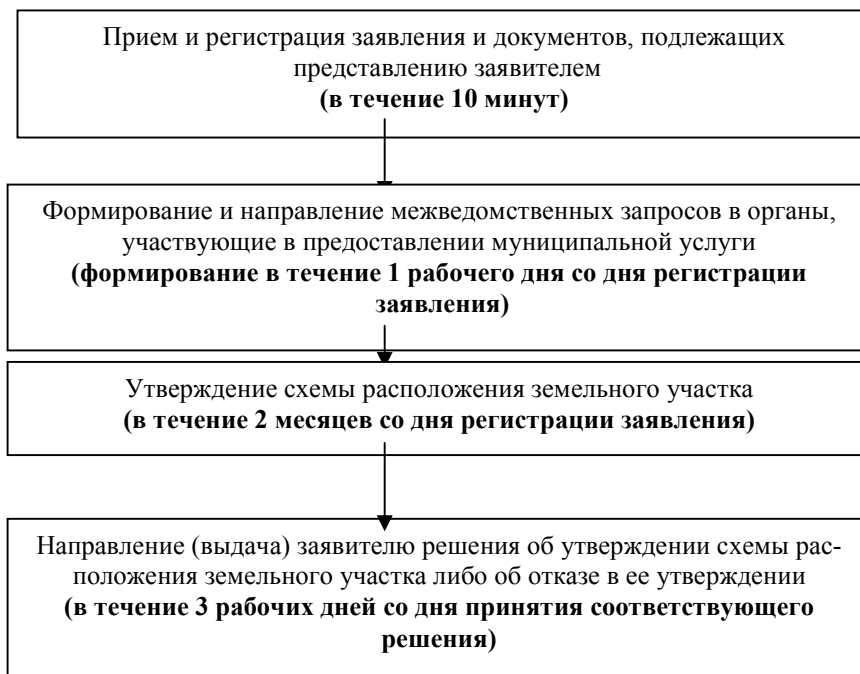 Прием и регистрация заявления и документов, подлежащих
представлению заявителем
(в течение 10 минут)
Формирование и направление межведомственных запросов в органы,
участвующие в предоставлении муниципальной услуги
(формирование в течение 1 рабочего дня со дня регистрации
заявления)
Утверждение схемы расположения земельного участка
(в течение 2 месяцев со дня регистрации заявления)
Направление (выдача) заявителю решения об утверждении схемы рас-
положения земельного участка либо об отказе в ее утверждении
(в течение 3 рабочих дней со дня принятия соответствующего
решения)